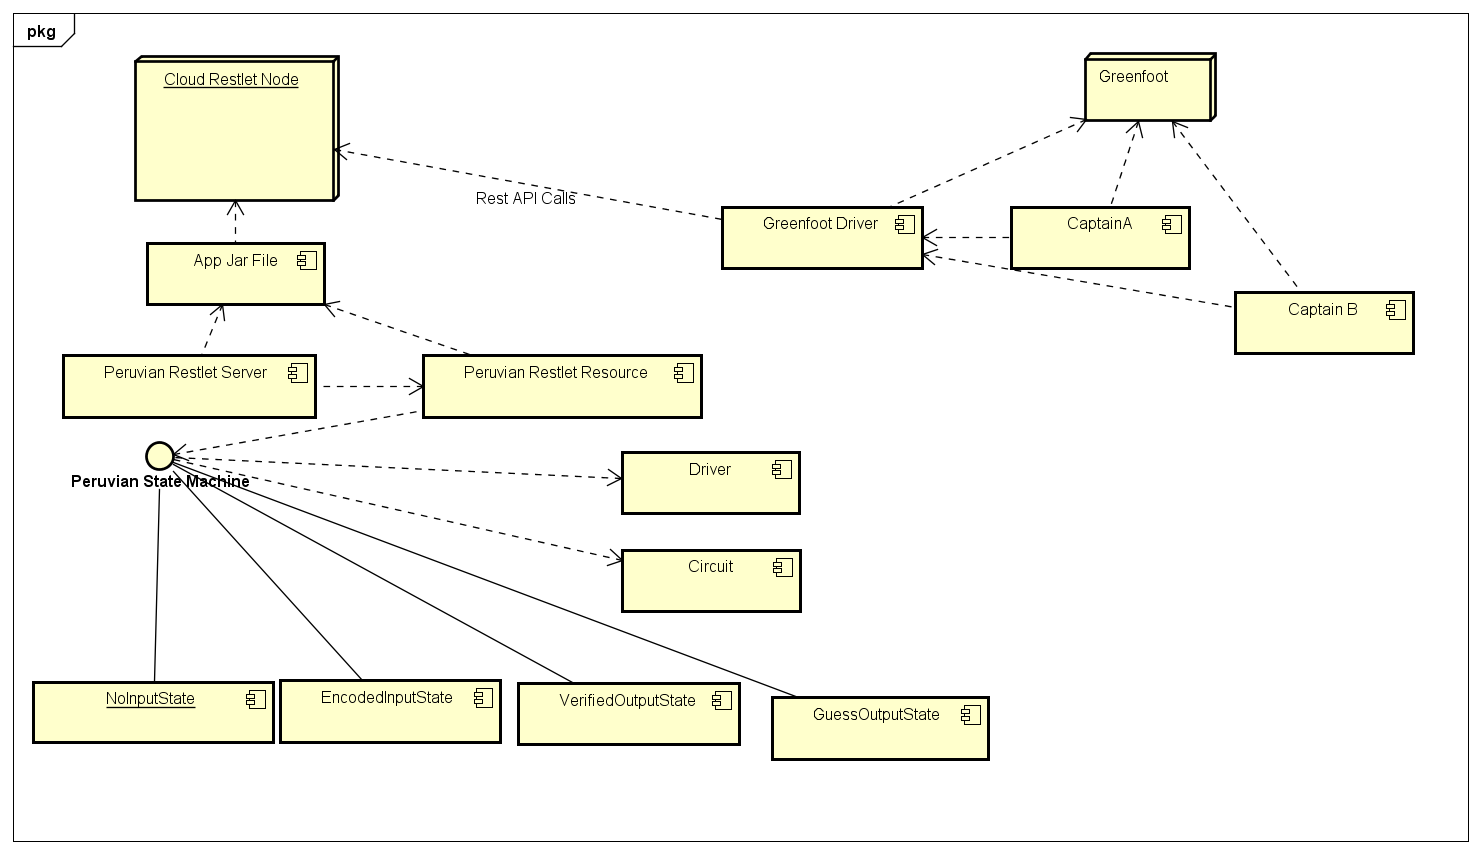 pkg
Cloud Restlet Node
Greenfoot
Rest API Calls
Greenfoot Driver
CaptainA
App Jar File
Captain B
Peruvian Restlet Server
Peruvian Restlet Resource
Peruvian State Machine
Driver
Circuit
NoInputState
EncodedInputState
VerifiedOutputState
GuessOutputState